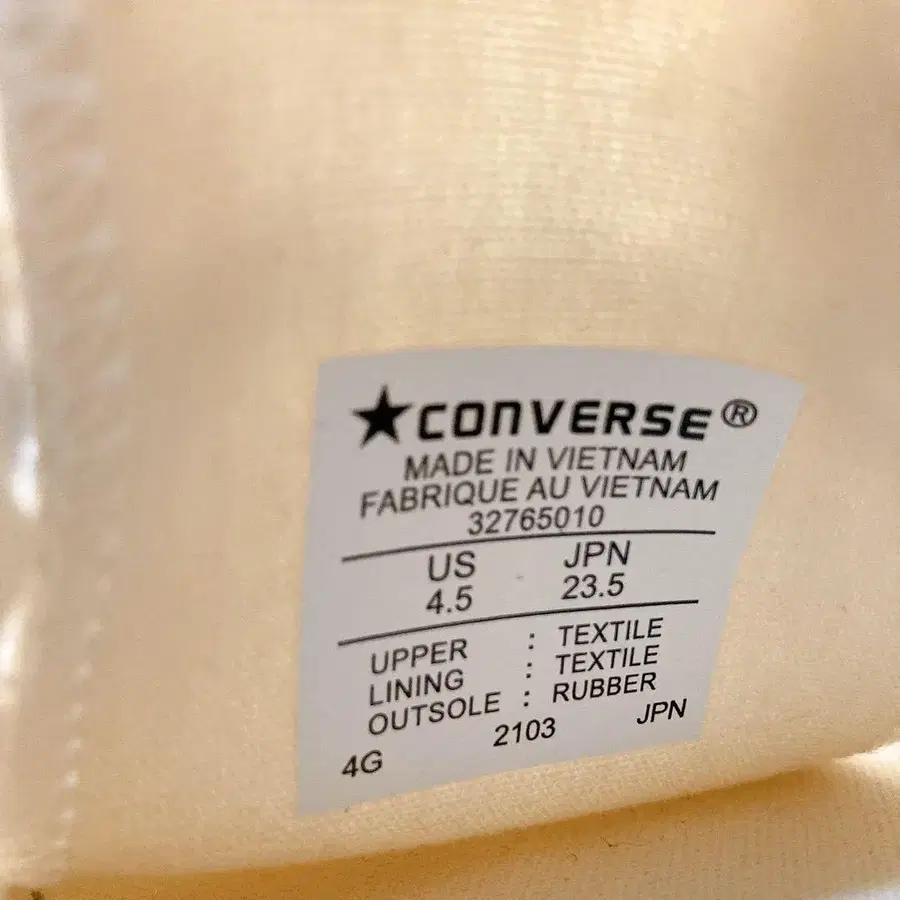 ★CONVERSE®
MADE IN VIETNAM
FABRIQUE AU VIETNAM
32765010
US JPN
4.5 23.5
UPPER : TEXTILE
LINING : TEXTILE
OUTSOLE : RUBBER
4G 2103 JPN